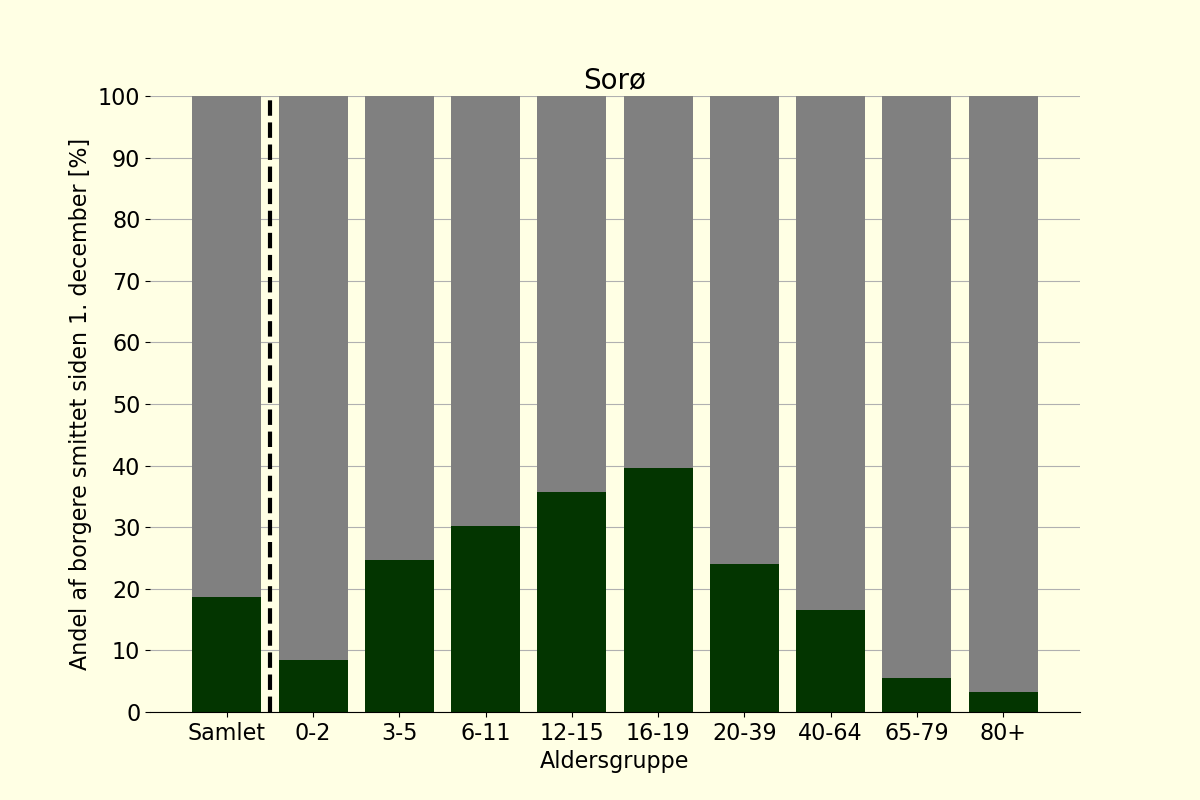 Sorø
Andel af borgere smittet siden 1. december [%]
100
90
80
70
60
50
40
30
20
10
0
Samlet 0-2 3-5 6-11 12-15 16-19 20-39 40-64 65-79 80+
Aldersgruppe